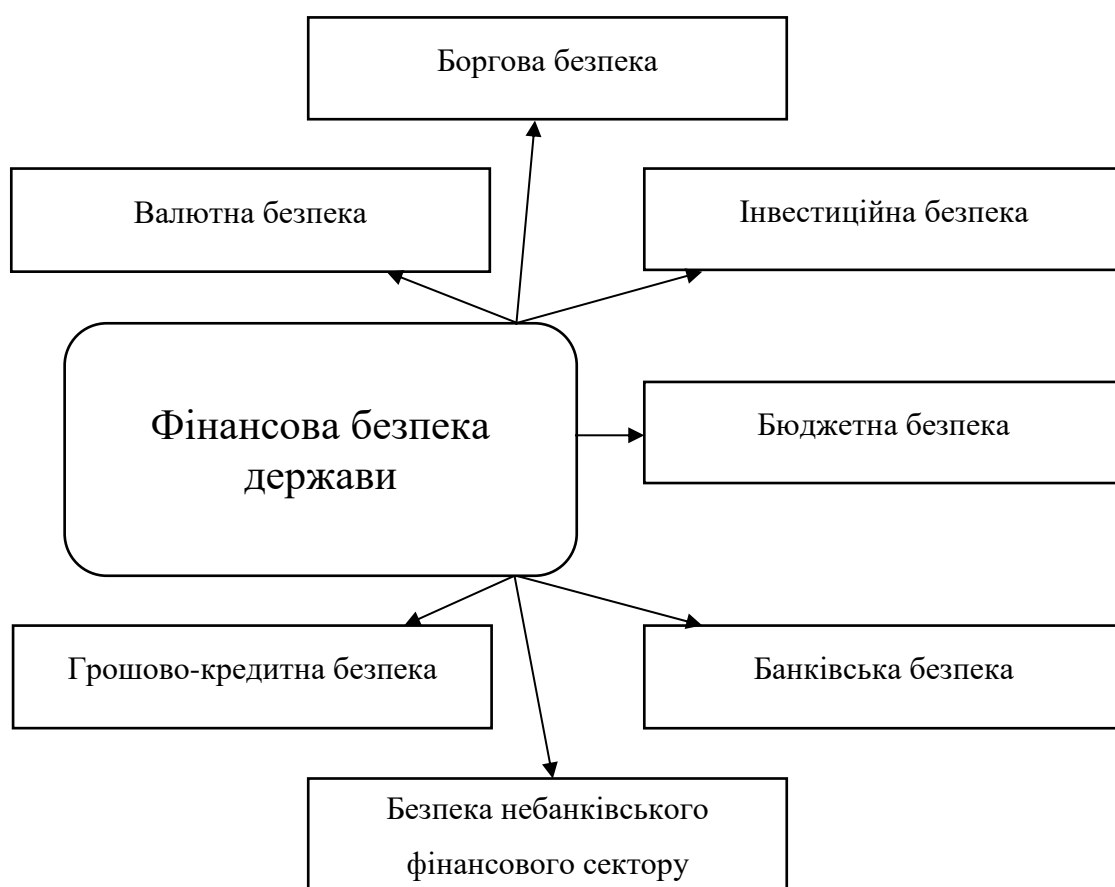 Боргова безпека
Валютна безпека
Інвестиційна безпека
Фінансова безпека
держави
Бюджетна безпека
Грошово-кредитна безпека
Банківська безпека
Безпека небанківського
фінансового сектору